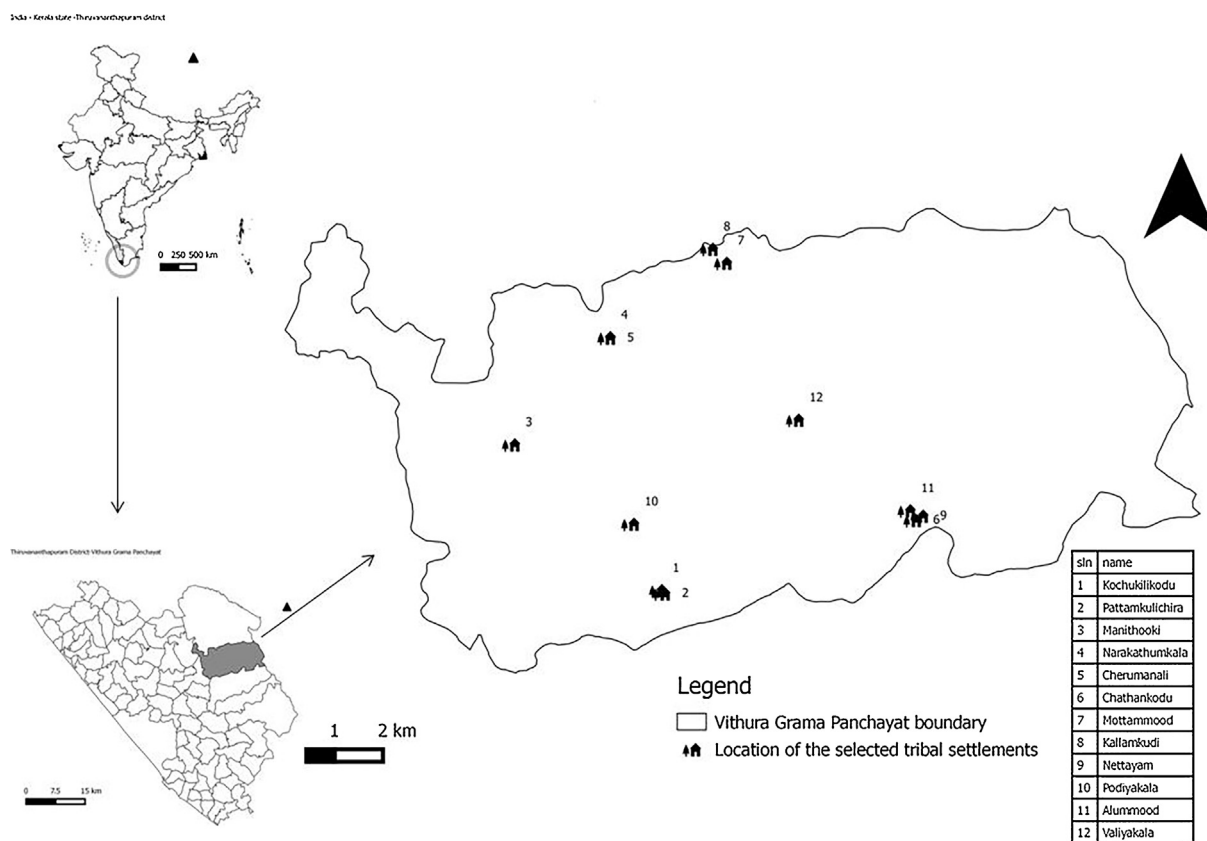 India - Kerala state -Thiruvananthapuram district
0 250 500 km
8
7
4
5
12
3
11
10
6 9
1
2
Thiruvananthapuram District-Vithura Grama Panchayat
1 2 km
0 7.5 15 km
Legend
Vithura Grama Panchayat boundary
Location of the selected tribal settlements
sln name
1 Kochukilikodu
2 Pattamkulichira
3 Manithooki
4 Narakathumkala
5 Cherumanali
6 Chathankodu
7 Mottammood
8 Kallamkudi
9 Nettayam
10 Podiyakala
11 Alummood
12 Valiyakala